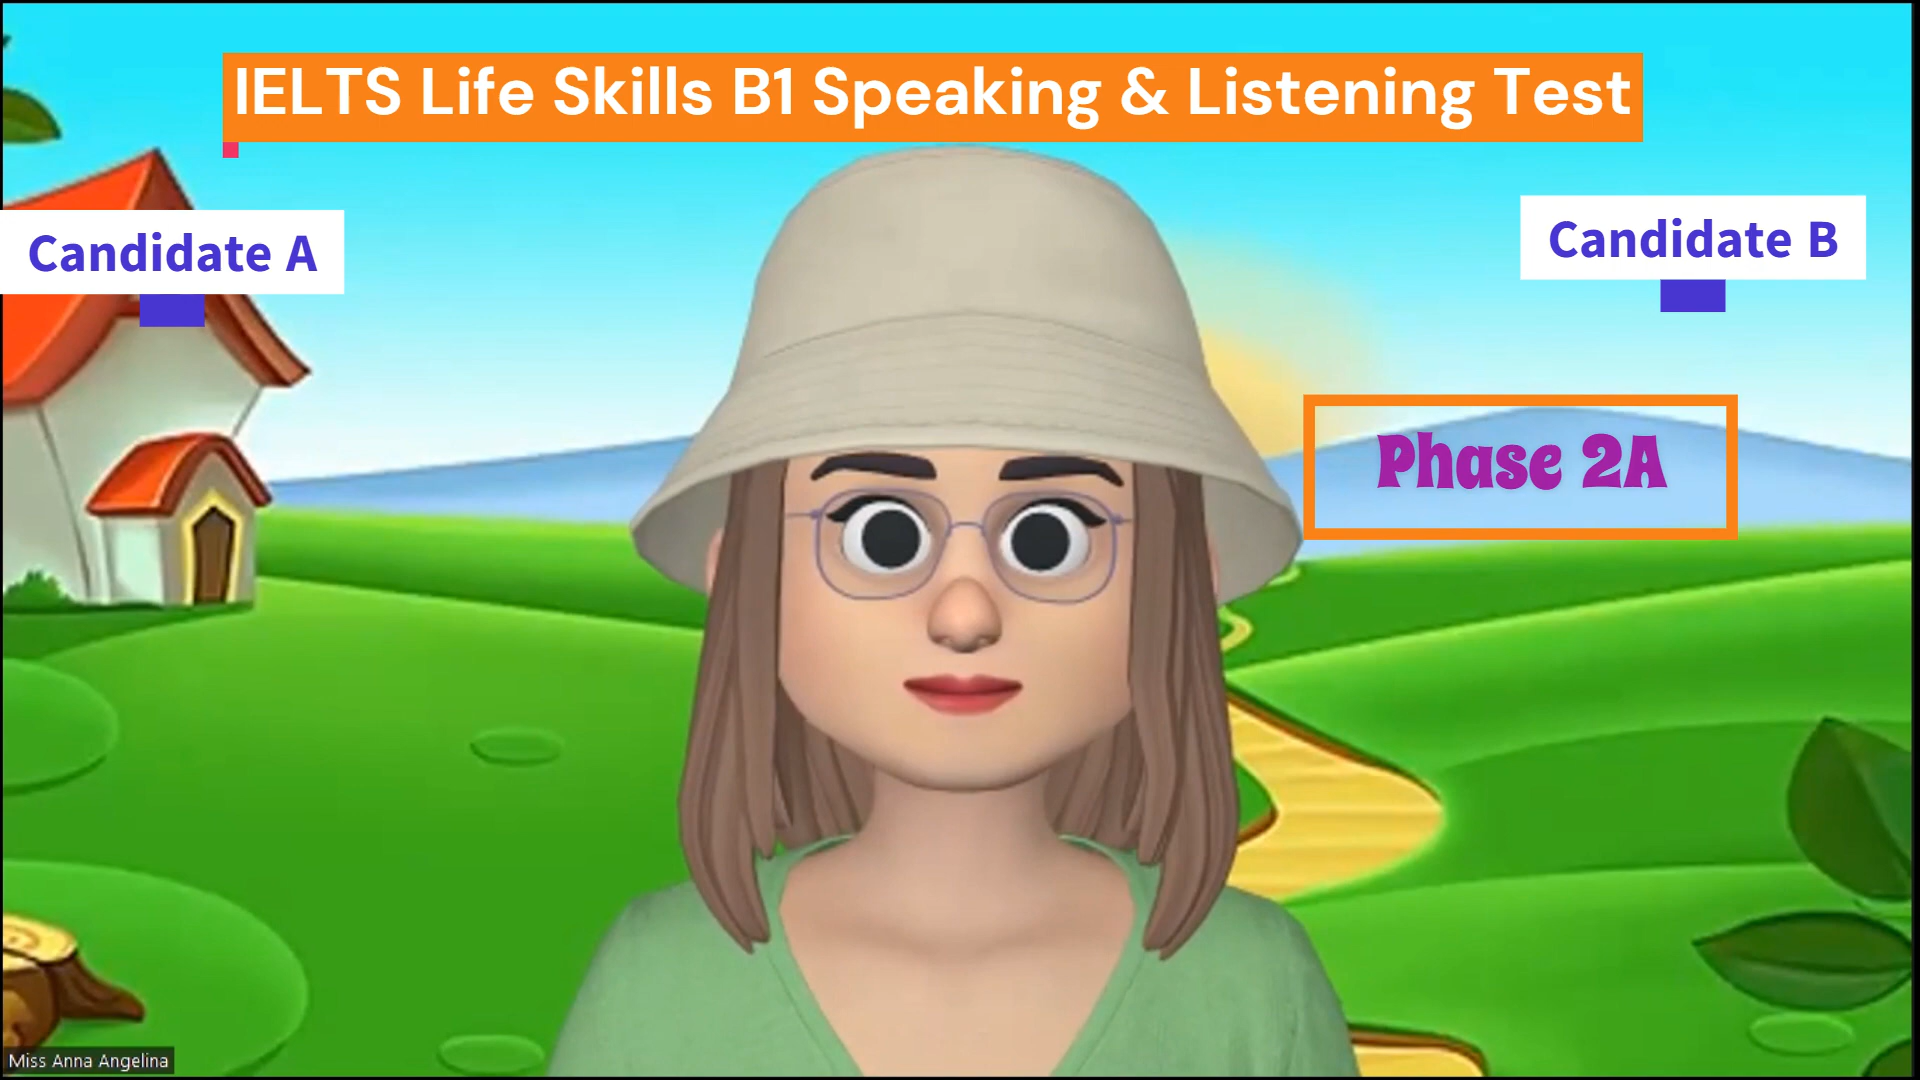 IELTS Life Skills B1 Speaking & Listening Test
Candidate A
Candidate B
Phase 2A
Miss Anna Angelina